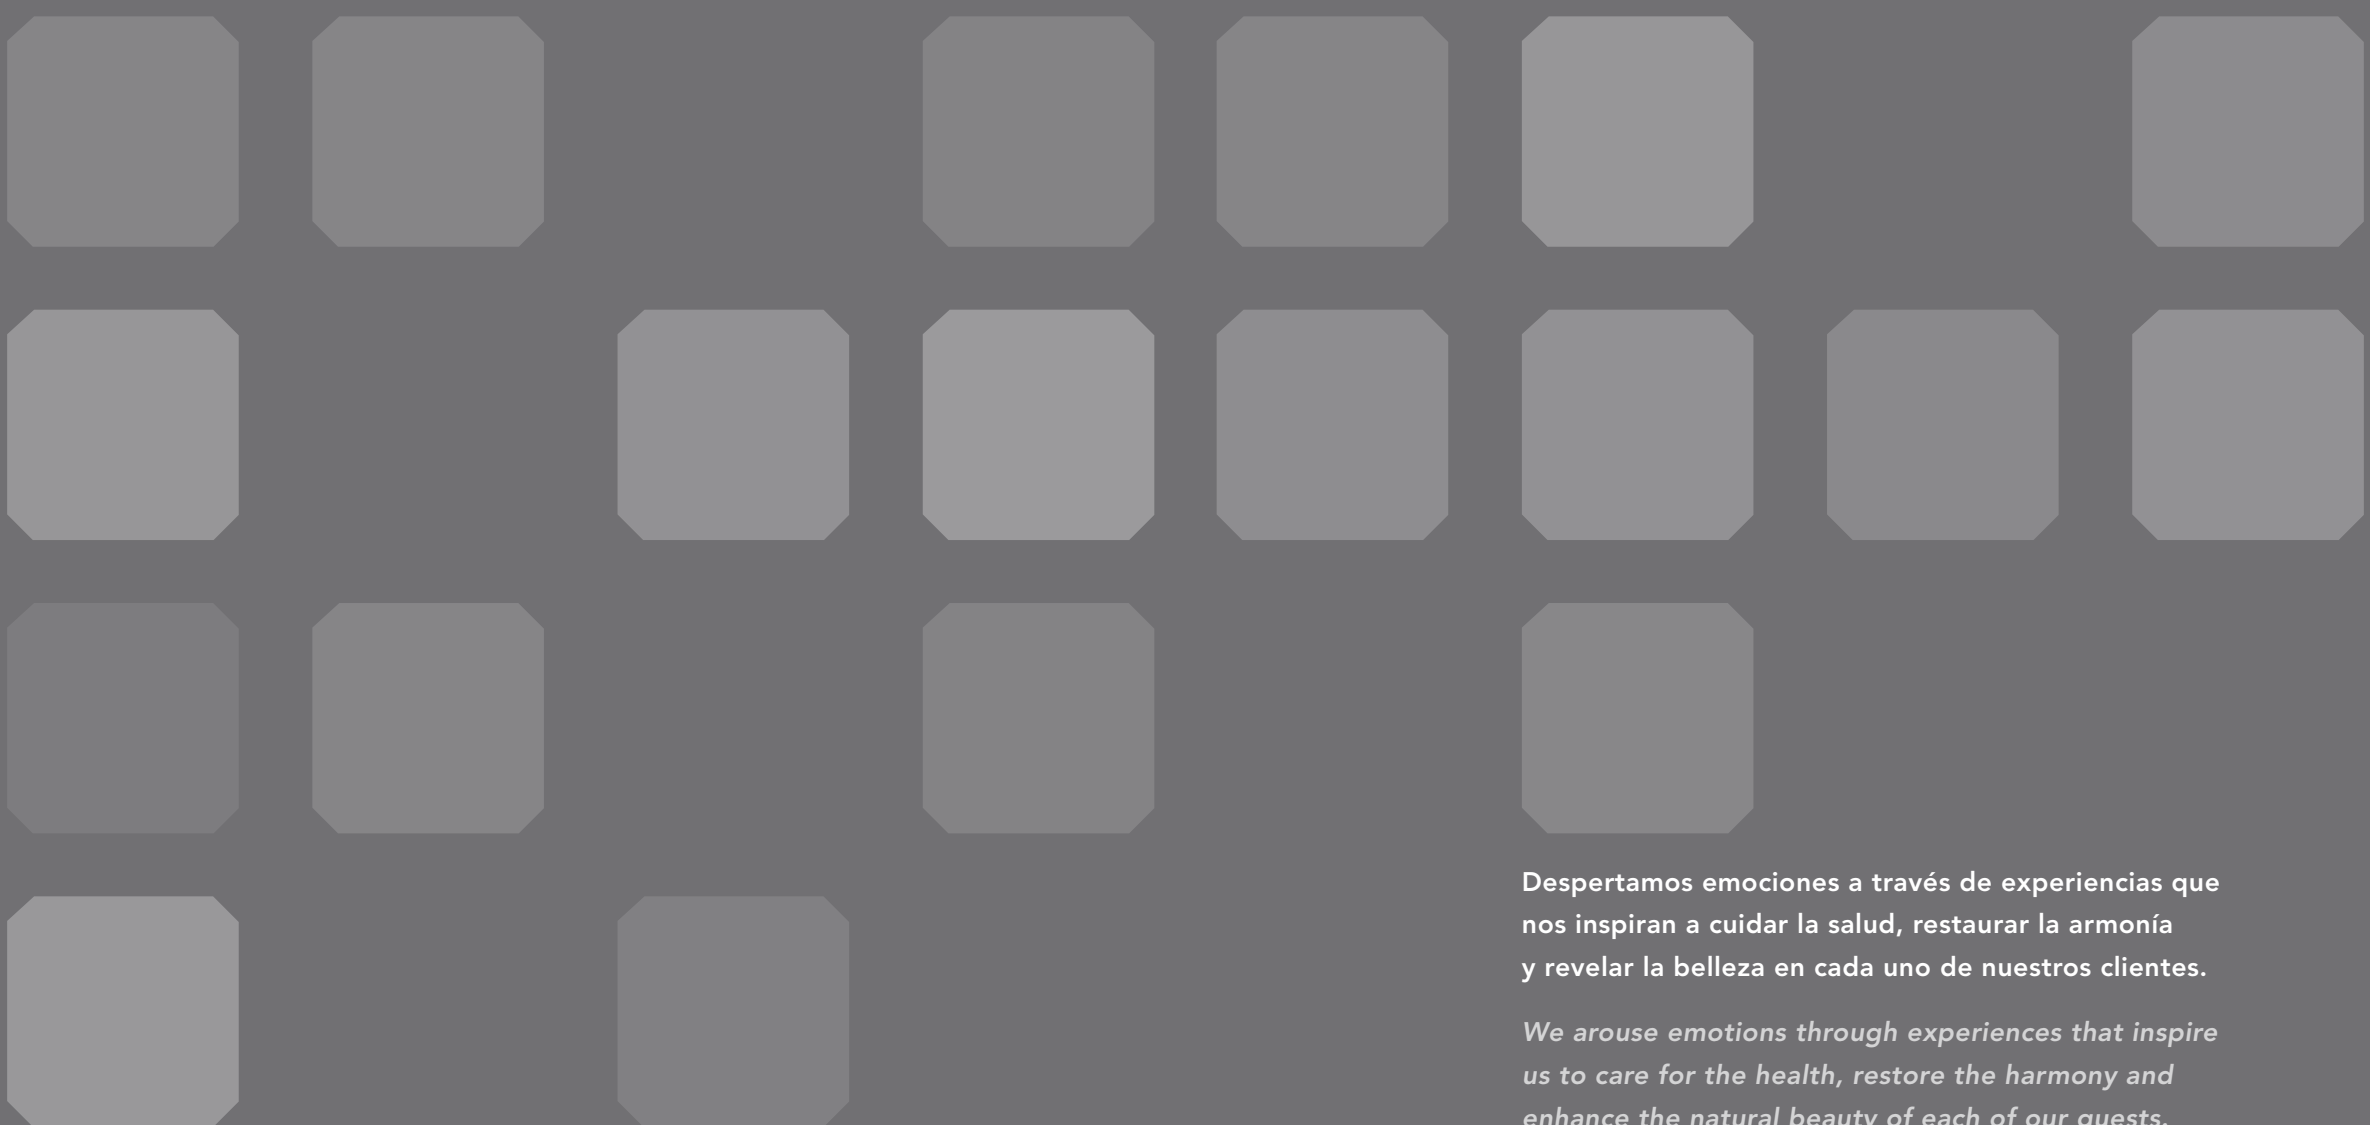 Despertamos emociones a través de experiencias que
nos inspiran a cuidar la salud, restaurar la armonía
y revelar la belleza en cada uno de nuestros clientes.
We arouse emotions through experiences that inspire
us to care for the health, restore the harmony and
enhance the natural beauty of each of our guests.